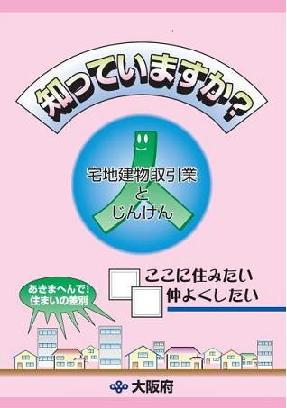 知っていますか?
宅地建物取引業
と
じんけん
ここに住みたい
仲よくしたい
あきまへんで!
住まいの差別
大阪府